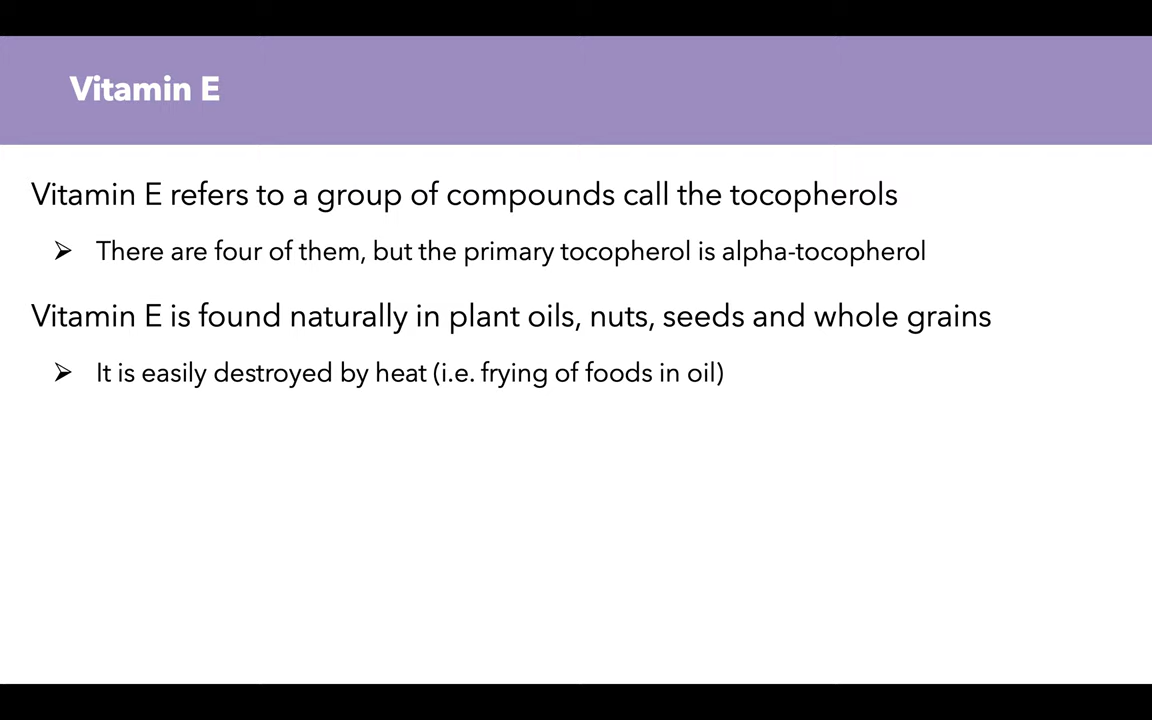 Vitamin E
Vitamin E refers to a group of compounds call the tocopherols
➢ There are four of them, but the primary tocopherol is alpha-tocopherol
Vitamin E is found naturally in plant oils, nuts, seeds and whole grains
➢ It is easily destroyed by heat (i.e. frying of foods in oil)